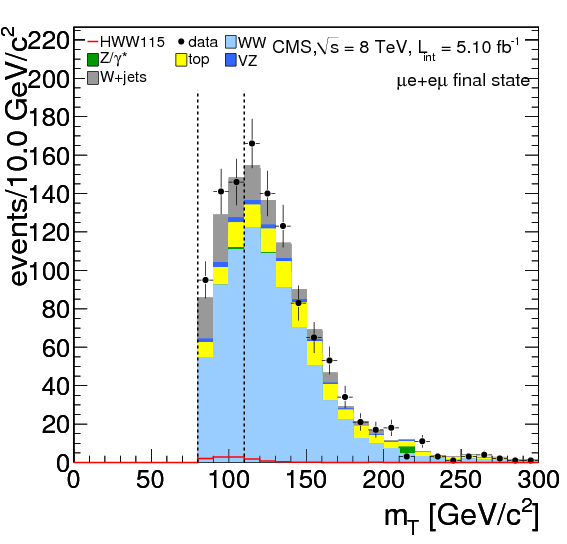 HWW115 data WW CMS,√s = 8 TeV, L_int = 5.10 fb⁻¹
Z/γ* top VZ
W+jets μe+eμ final state
events/10.0 GeV/c²
220
200
180
160
140
120
100
80
60
40
20
0
0 50 100 150 200 250 300
m_T [GeV/c²]